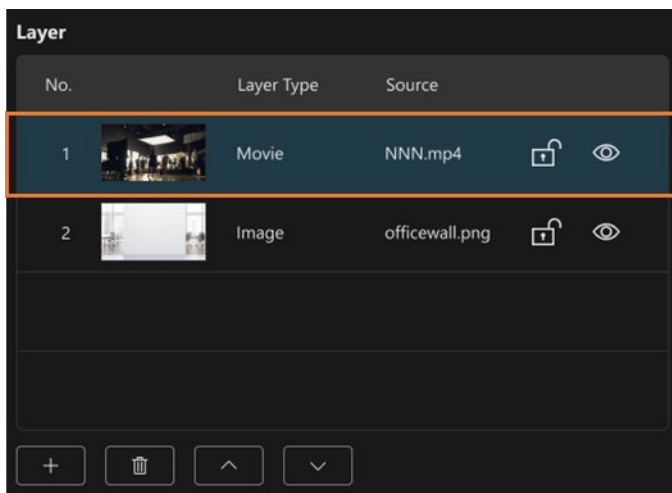 Layer
No. Layer Type Source
1 Movie NNN.mp4
2 Image officewall.png